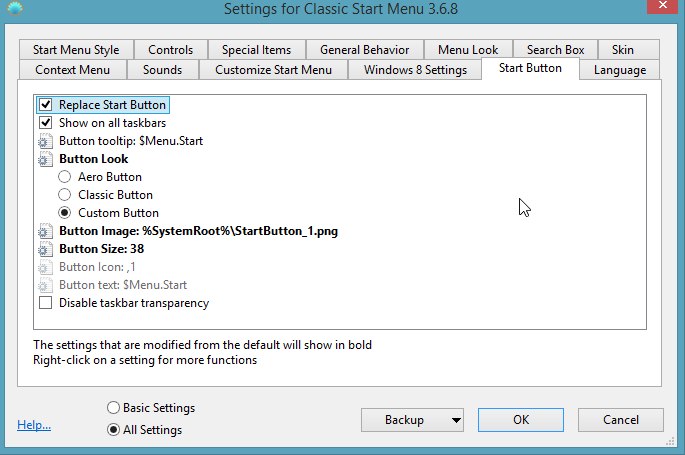 Settings for Classic Start Menu 3.6.8
Start Menu Style
Controls
Special Items
General Behavior
Menu Look
Search Box
Skin
Context Menu
Sounds
Customize Start Menu
Windows 8 Settings
Start Button
Language
Replace Start Button
Show on all taskbars
Button tooltip: $Menu.Start
Button Look
Aero Button
Classic Button
Custom Button
Button Image: %SystemRoot%\StartButton_1.png
Button Size: 38
Button Icon: ,1
Button text: $Menu.Start
Disable taskbar transparency
The settings that are modified from the default will show in bold
Right-click on a setting for more functions
Help...
Basic Settings
All Settings
Backup
OK
Cancel